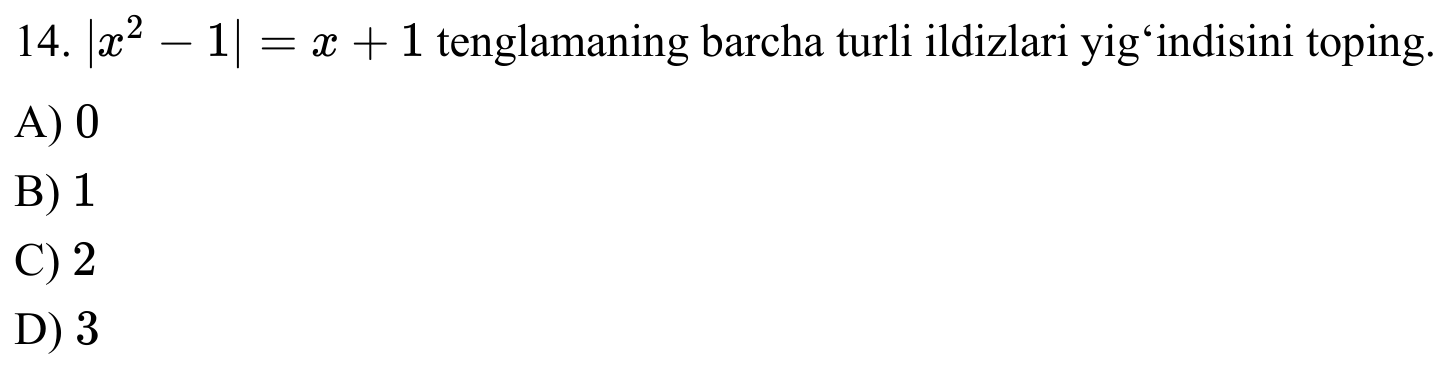 14. |x² − 1| = x + 1 tenglamaning barcha turli ildizlari yig‘indisini toping.
A) 0
B) 1
C) 2
D) 3